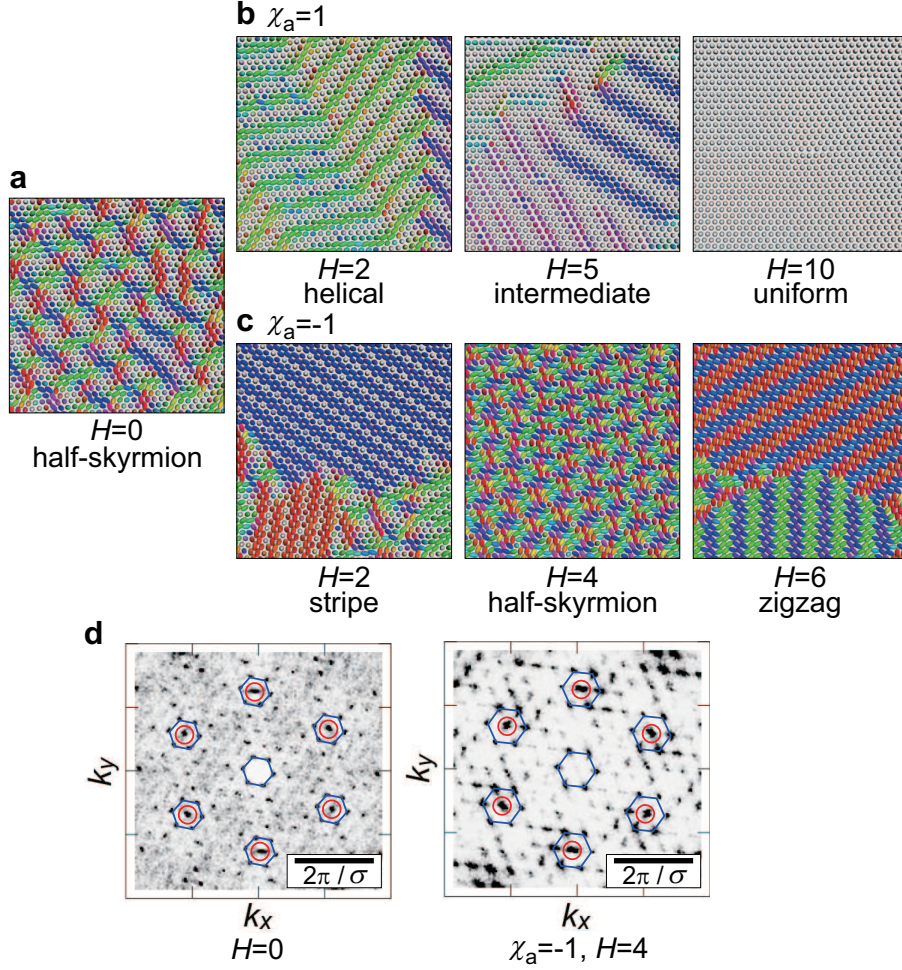 b χa=1
a
H=2
helical
H=5
intermediate
H=10
uniform
H=0
half-skyrmion
c χa=-1
H=2
stripe
H=4
half-skyrmion
H=6
zigzag
d
ky
2π / σ
kx
H=0
ky
2π / σ
kx
χa=-1, H=4